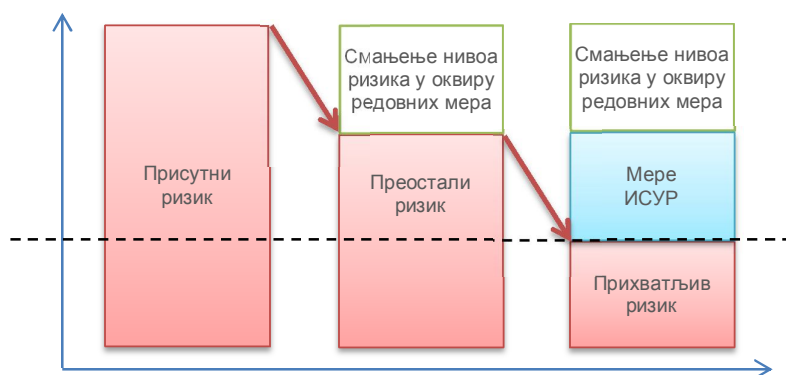 Присутни
ризик
Смањење нивоа
ризика у оквиру
редовних мера
Преостали
ризик
Смањење нивоа
ризика у оквиру
редовних мера
Мере
ИСУР
Прихватљив
ризик